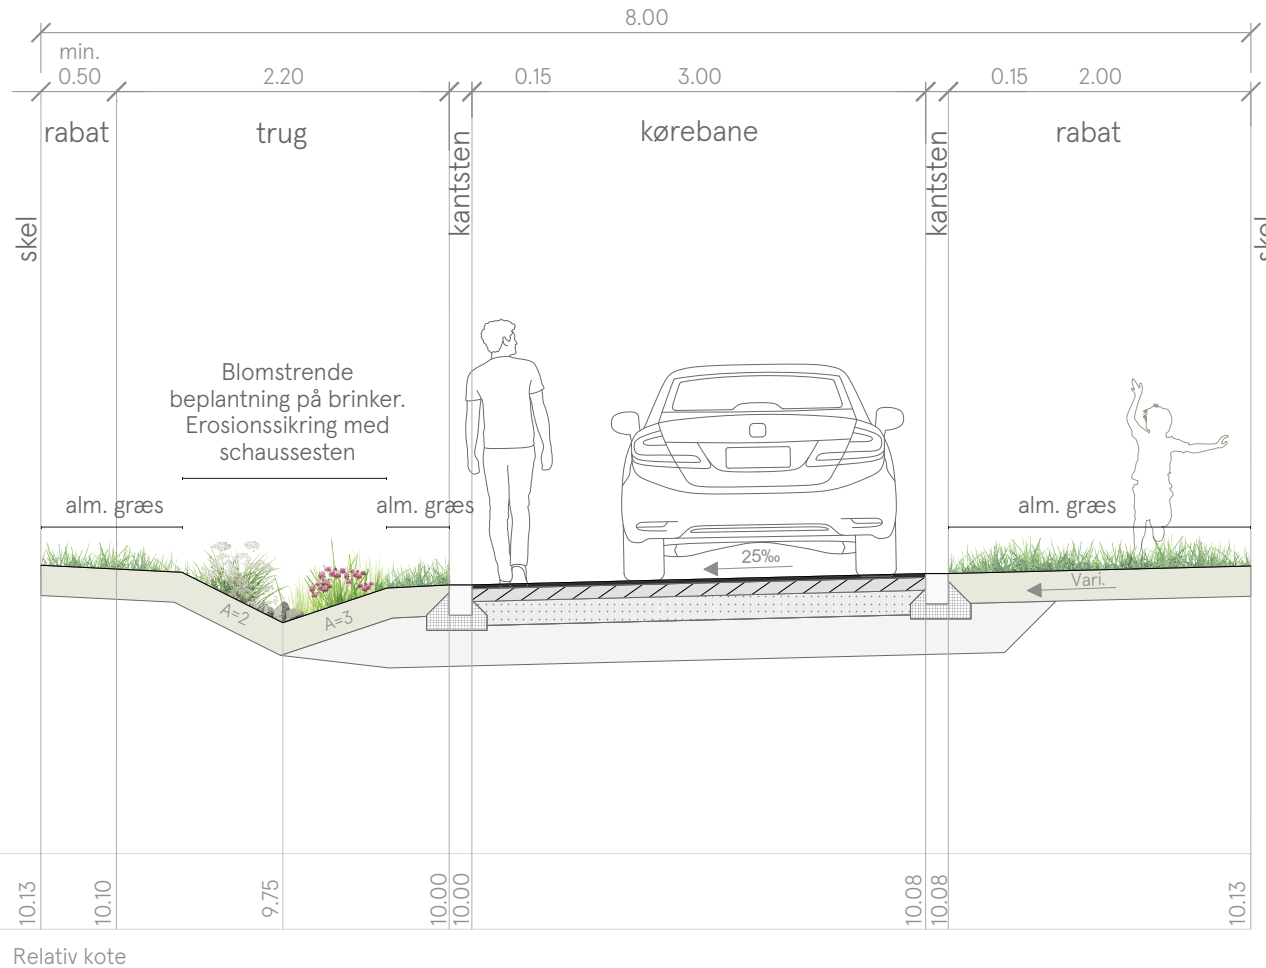 8.00
min.
0.50
2.20
0.15
3.00
0.15
2.00
rabat
trug
kantsten
kørebane
kantsten
rabat
skel
skel
Blomstrende
beplantning på brinker.
Erosionssikring med
schaussesten
alm. græs
alm. græs
alm. græs
25‰
Vari.
A=2
A=3
10.13
10.10
9.75
10.00
10.00
10.08
10.08
10.13
Relativ kote